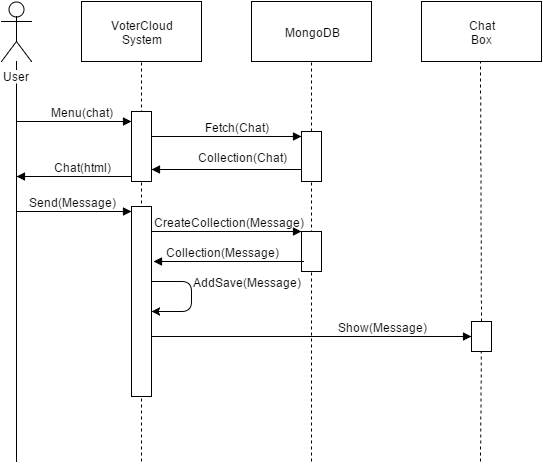 VoterCloud
System
MongoDB
Chat
Box
User
Menu(chat)
Fetch(Chat)
Collection(Chat)
Chat(html)
Send(Message)
CreateCollection(Message)
Collection(Message)
AddSave(Message)
Show(Message)